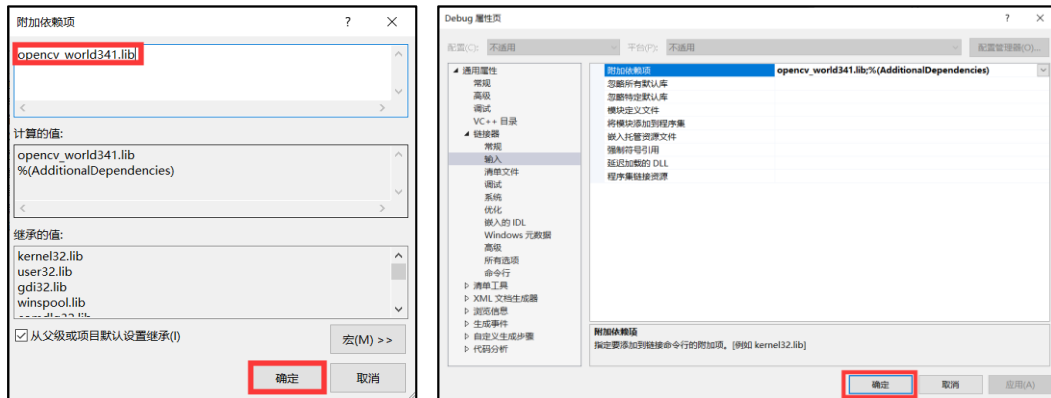 附加依赖项
? ×
opencv_world341.lib
计算的值:
opencv_world341.lib
%(AdditionalDependencies)
继承的值:
kernel32.lib
user32.lib
gdi32.lib
winspool.lib
从父级或项目默认设置继承(I)
宏(M) >>
确定
取消
Debug 属性页
? ×
配置(C): 不适用
平台(P): 不适用
配置管理器(O)...
通用属性
常规
高级
调试
VC++ 目录
链接器
常规
输入
清单文件
调试
系统
优化
嵌入的 IDL
Windows 元数据
高级
所有选项
命令行
清单工具
XML 文档生成器
浏览信息
生成事件
自定义生成步骤
代码分析
附加依赖项 opencv_world341.lib;%(AdditionalDependencies)
忽略所有默认库
忽略特定默认库
模块定义文件
将模块添加到程序集
嵌入托管资源文件
强制符号引用
延迟加载的 DLL
程序集链接资源
附加依赖项
指定要添加到链接命令行的附加项。[例如 kernel32.lib]
确定
取消
应用(A)